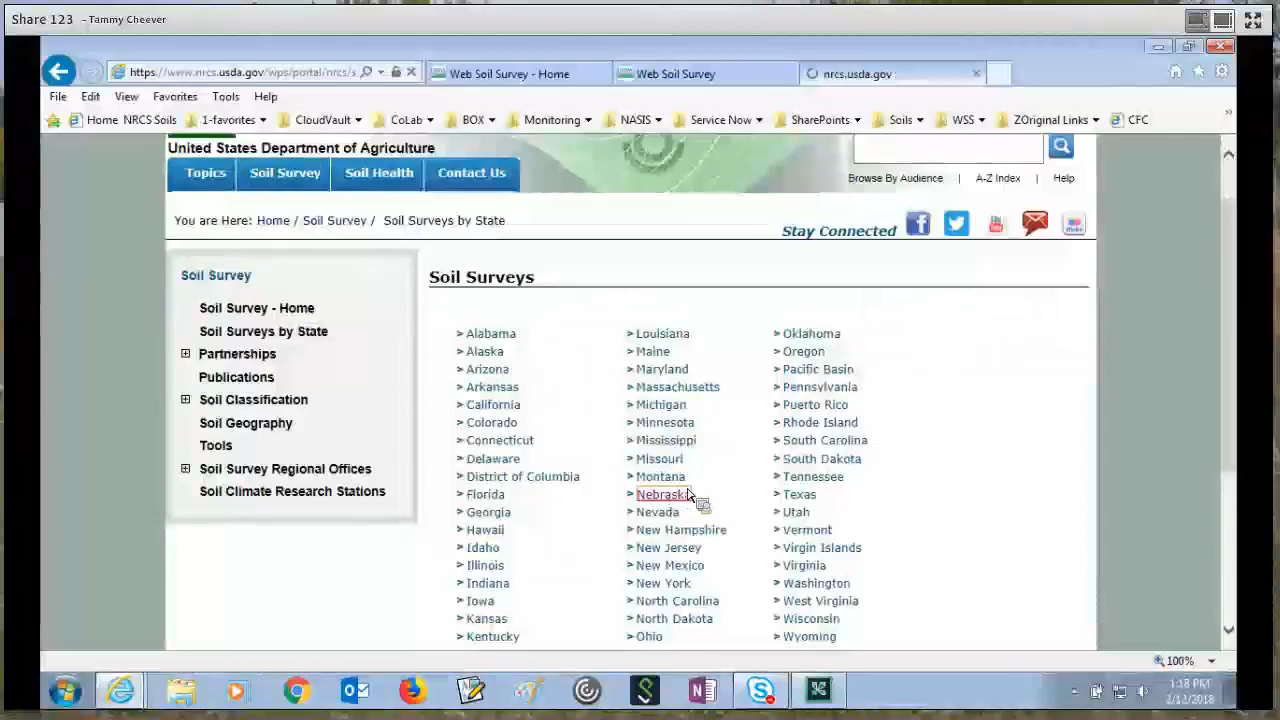 Share 123 - Tammy Cheever
https://www.nrcs.usda.gov/wps/portal/nrcs/s
Web Soil Survey - Home
Web Soil Survey
nrcs.usda.gov
File Edit View Favorites Tools Help
Home NRCS Soils 1-favorites CloudVault CoLab BOX Monitoring NASIS Service Now SharePoints Soils WSS ZOriginal Links CFC
United States Department of Agriculture
Topics Soil Survey Soil Health Contact Us
Browse By Audience | A-Z Index | Help
You are Here: Home / Soil Survey / Soil Surveys by State
Stay Connected
Soil Survey
Soil Survey - Home
Soil Surveys by State
Partnerships
Publications
Soil Classification
Soil Geography
Tools
Soil Survey Regional Offices
Soil Climate Research Stations
Soil Surveys
> Alabama
> Alaska
> Arizona
> Arkansas
> California
> Colorado
> Connecticut
> Delaware
> District of Columbia
> Florida
> Georgia
> Hawaii
> Idaho
> Illinois
> Indiana
> Iowa
> Kansas
> Kentucky
> Louisiana
> Maine
> Maryland
> Massachusetts
> Michigan
> Minnesota
> Mississippi
> Missouri
> Montana
> Nebraska
> Nevada
> New Hampshire
> New Jersey
> New Mexico
> New York
> North Carolina
> North Dakota
> Ohio
> Oklahoma
> Oregon
> Pacific Basin
> Pennsylvania
> Puerto Rico
> Rhode Island
> South Carolina
> South Dakota
> Tennessee
> Texas
> Utah
> Vermont
> Virgin Islands
> Virginia
> Washington
> West Virginia
> Wisconsin
> Wyoming
100%
1:18 PM
2/12/2018